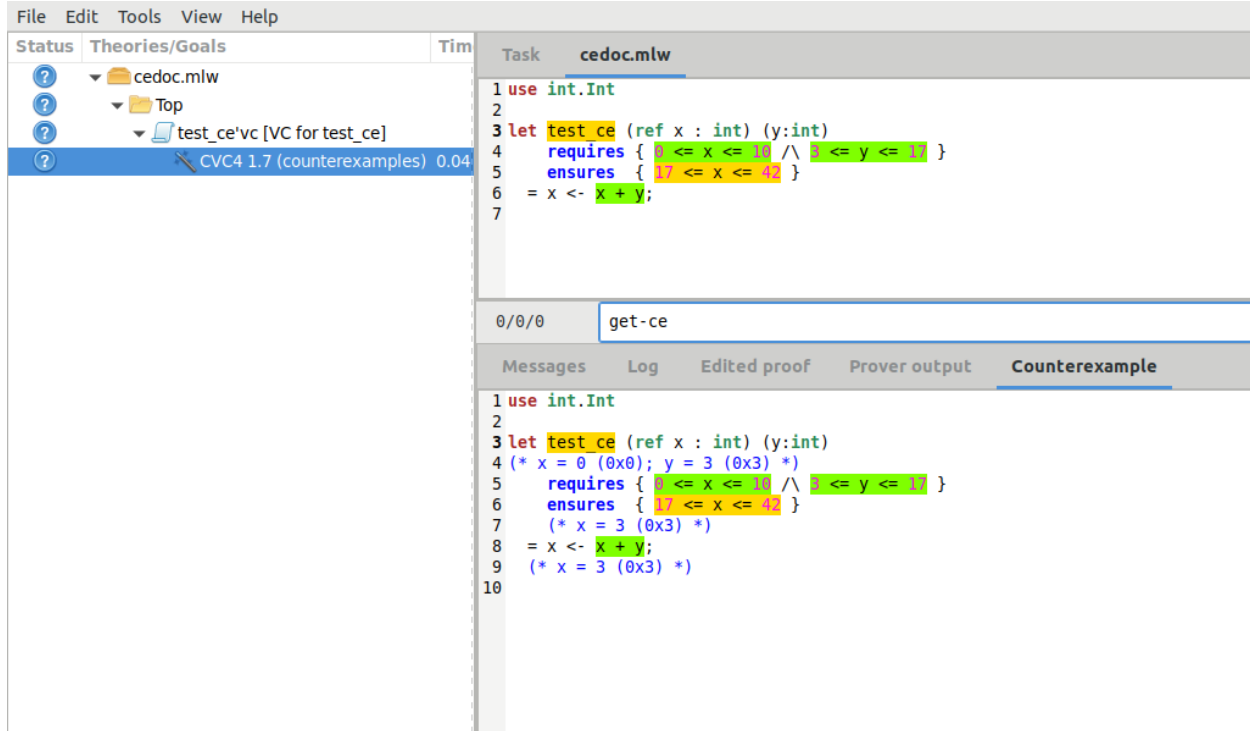 File Edit Tools View Help
Status Theories/Goals Tim
cedoc.mlw
Top
test_ce'vc [VC for test_ce]
CVC4 1.7 (counterexamples) 0.04
Task cedoc.mlw
1 use int.Int
2
3 let test_ce (ref x : int) (y:int)
4 requires { 0 <= x <= 10 /\ 3 <= y <= 17 }
5 ensures { 17 <= x <= 42 }
6 = x <- x + y;
7
0/0/0 get-ce
Messages Log Edited proof Prover output Counterexample
1 use int.Int
2
3 let test_ce (ref x : int) (y:int)
4 (* x = 0 (0x0); y = 3 (0x3) *)
5 requires { 0 <= x <= 10 /\ 3 <= y <= 17 }
6 ensures { 17 <= x <= 42 }
7 (* x = 3 (0x3) *)
8 = x <- x + y;
9 (* x = 3 (0x3) *)
10